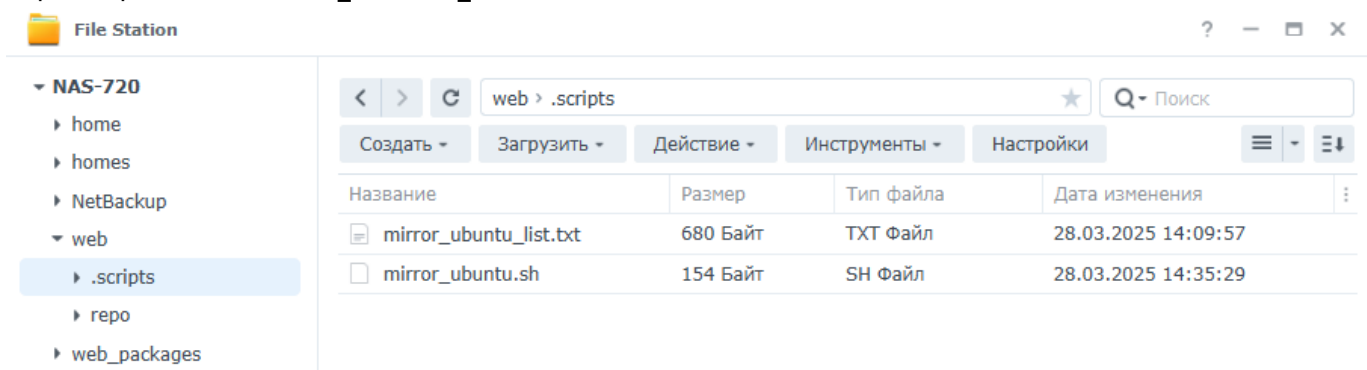 File Station
NAS-720
home
homes
NetBackup
web
.scripts
repo
web_packages
web › .scripts
Поиск
Создать Загрузить Действие Инструменты Настройки
Название Размер Тип файла Дата изменения
mirror_ubuntu_list.txt 680 Байт TXT Файл 28.03.2025 14:09:57
mirror_ubuntu.sh 154 Байт SH Файл 28.03.2025 14:35:29